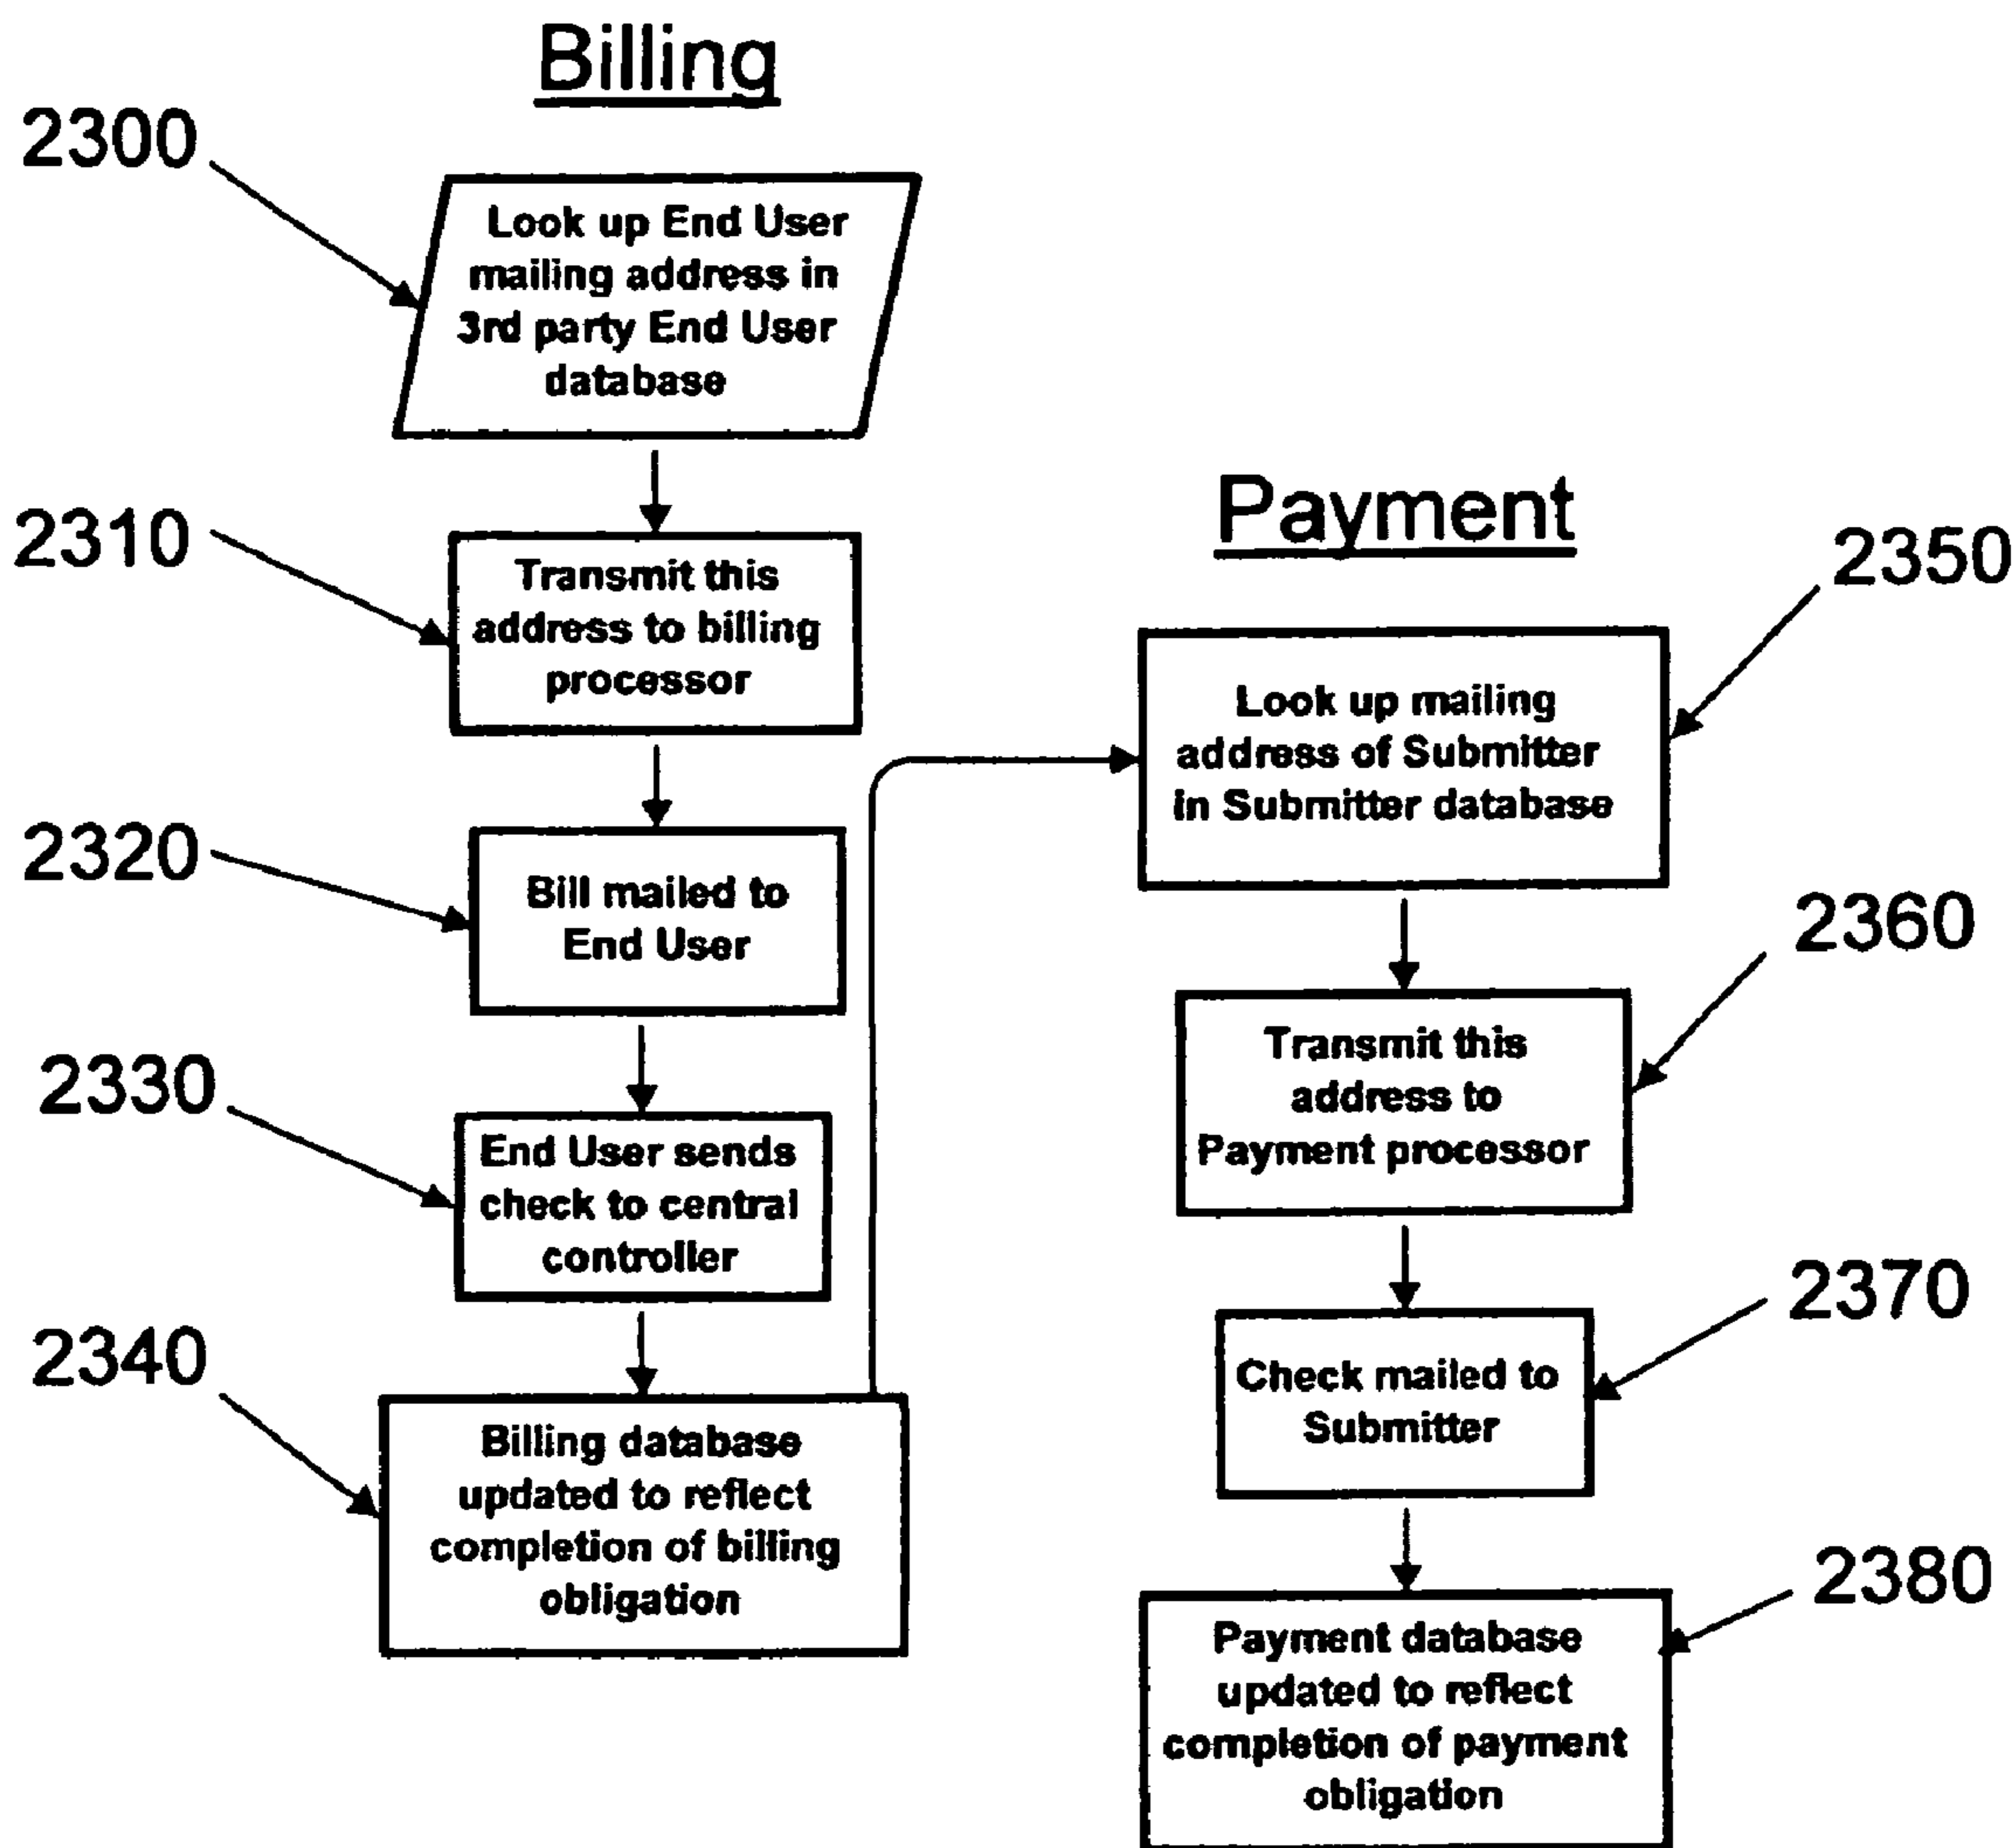 Billing
2300
Look up End User
mailing address in
3rd party End User
database
2310
Transmit this
address to billing
processor
2320
Bill mailed to
End User
2330
End User sends
check to central
controller
2340
Billing database
updated to reflect
completion of billing
obligation
Payment
2350
Look up mailing
address of Submitter
in Submitter database
2360
Transmit this
address to
Payment processor
2370
Check mailed to
Submitter
2380
Payment database
updated to reflect
completion of payment
obligation